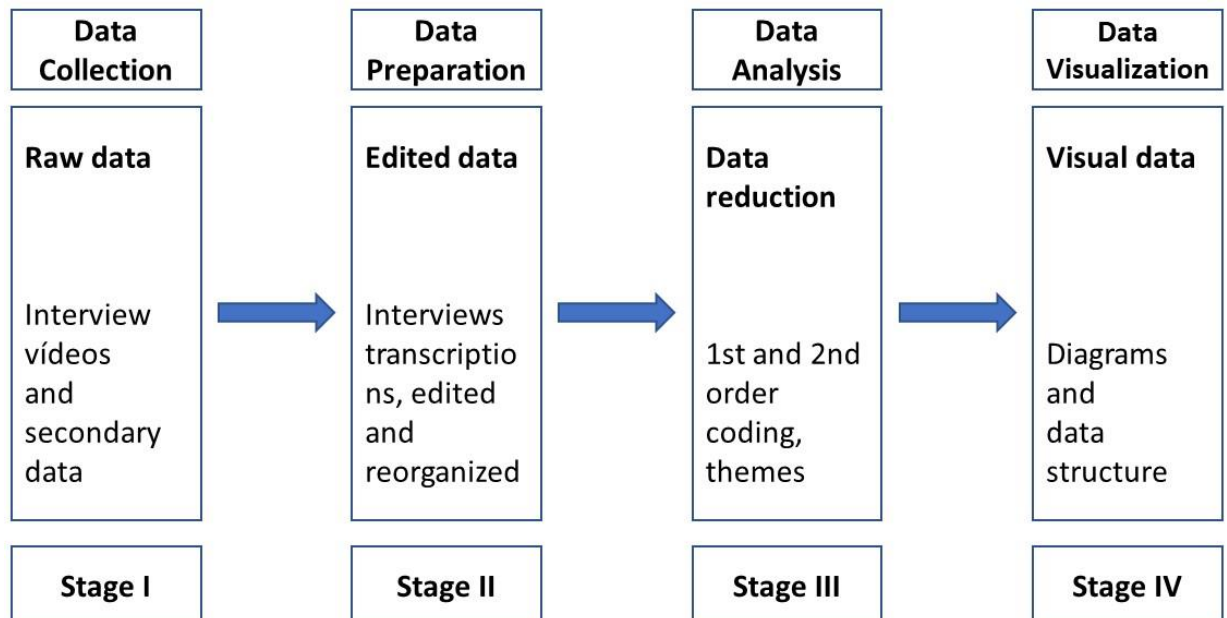 Data
Collection
Data
Preparation
Data
Analysis
Data
Visualization
Raw data
Interview
vídeos
and
secondary
data
Edited data
Interviews
transcriptio
ns, edited
and
reorganized
Data
reduction
1st and 2nd
order
coding,
themes
Visual data
Diagrams
and
data
structure
Stage I
Stage II
Stage III
Stage IV